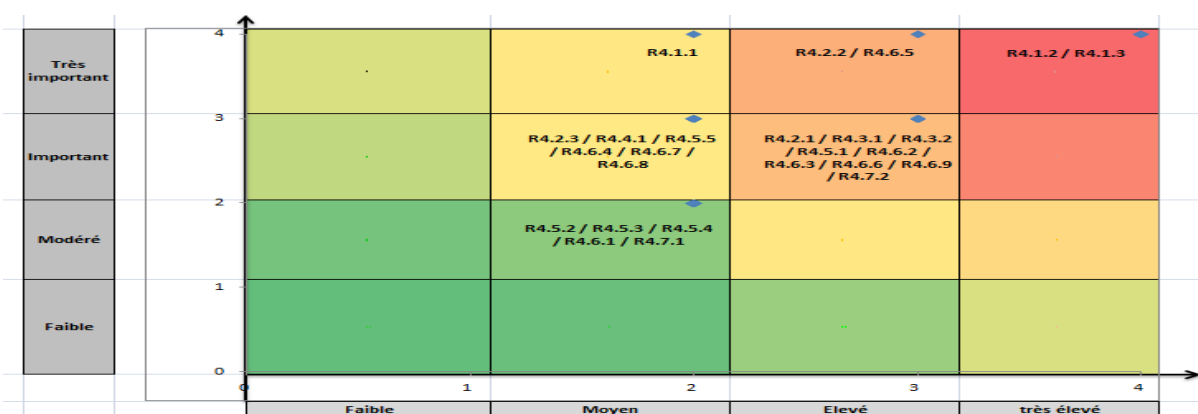 4
Très
important
R4.1.1
R4.2.2 / R4.6.5
R4.1.2 / R4.1.3
3
Important
R4.2.3 / R4.4.1 / R4.5.5
/ R4.6.4 / R4.6.7 /
R4.6.8
R4.2.1 / R4.3.1 / R4.3.2
/ R4.5.1 / R4.6.2 /
R4.6.3 / R4.6.6 / R4.6.9
/ R4.7.2
2
Modéré
R4.5.2 / R4.5.3 / R4.5.4
/ R4.6.1 / R4.7.1
1
Faible
0
0 1 2 3 4
Faible Moyen Elevé très élevé